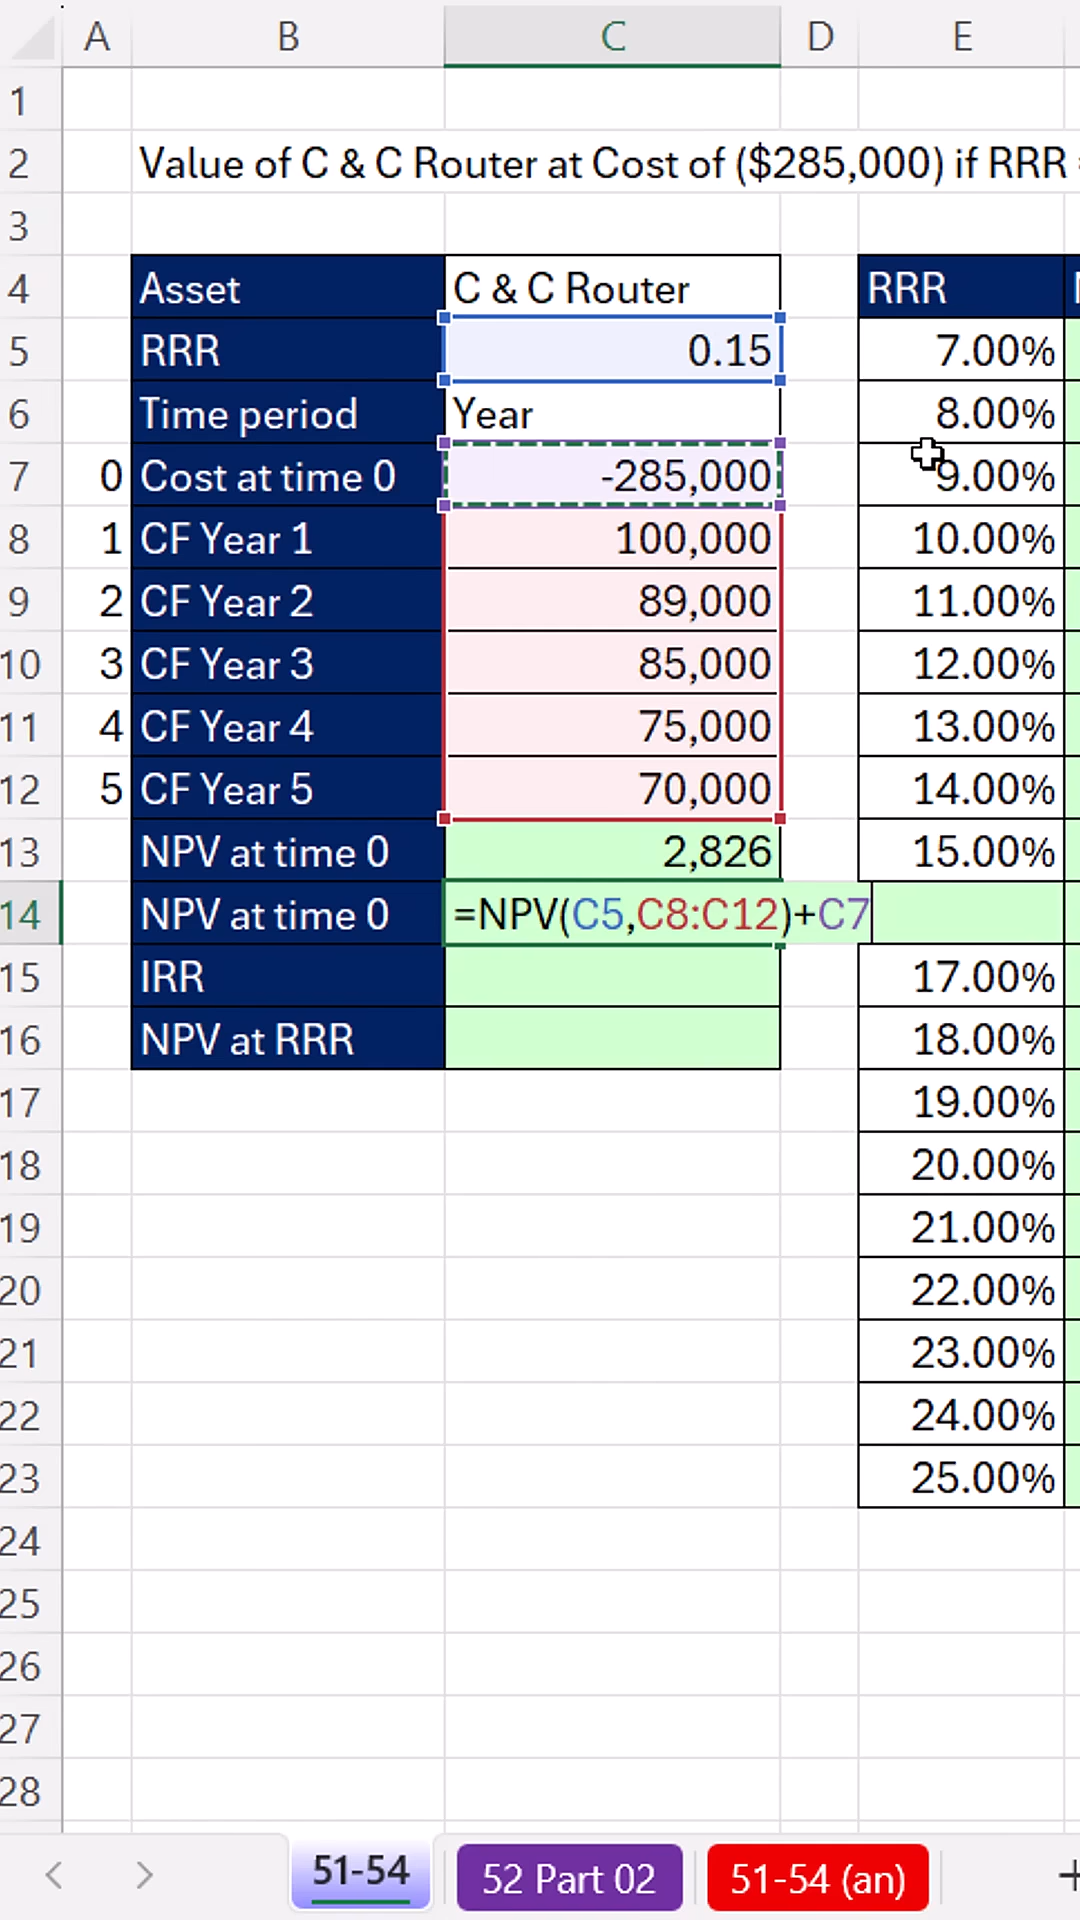 A B C D E
1
2 Value of C & C Router at Cost of ($285,000) if RRR
3
4 Asset C & C Router RRR
5 RRR 0.15 7.00%
6 Time period Year 8.00%
7 0 Cost at time 0 -285,000 9.00%
8 1 CF Year 1 100,000 10.00%
9 2 CF Year 2 89,000 11.00%
10 3 CF Year 3 85,000 12.00%
11 4 CF Year 4 75,000 13.00%
12 5 CF Year 5 70,000 14.00%
13 NPV at time 0 2,826 15.00%
14 NPV at time 0 =NPV(C5,C8:C12)+C7
15 IRR 17.00%
16 NPV at RRR 18.00%
17 19.00%
18 20.00%
19 21.00%
20 22.00%
21 23.00%
22 24.00%
23 25.00%
24
25
26
27
28
51-54 52 Part 02 51-54 (an)